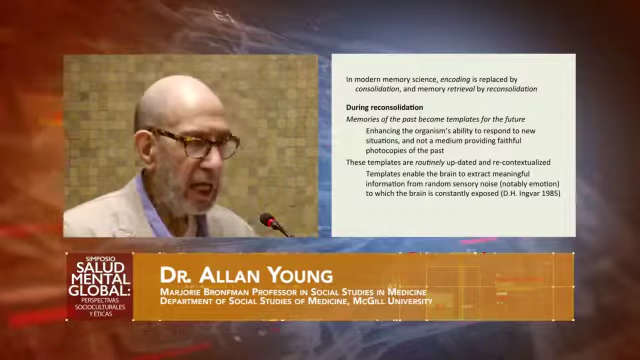 In modern memory science, encoding is replaced by
consolidation, and memory retrieval by reconsolidation
During reconsolidation
Memories of the past become templates for the future
Enhancing the organism's ability to respond to new
situations, and not a medium providing faithful
photocopies of the past
These templates are routinely up-dated and re-contextualized
Templates enable the brain to extract meaningful
information from random sensory noise (notably emotion)
to which the brain is constantly exposed (D.H. Ingvar 1985)
SIMPOSIO
SALUD
MENTAL
GLOBAL:
PERSPECTIVAS
SOCIOCULTURALES
Y ÉTICAS
DR. ALLAN YOUNG
MARJORIE BRONFMAN PROFESSOR IN SOCIAL STUDIES IN MEDICINE
DEPARTMENT OF SOCIAL STUDIES OF MEDICINE, MCGILL UNIVERSITY